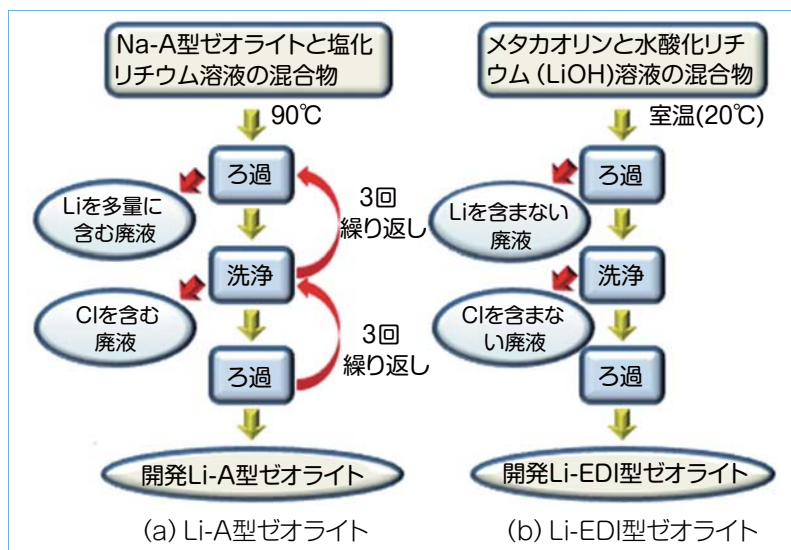 Na-A型ゼオライトと塩化
リチウム溶液の混合物
90℃
ろ過
Liを多量に
含む廃液
3回
繰り返し
洗浄
Clを含む
廃液
3回
繰り返し
ろ過
開発Li-A型ゼオライト
(a) Li-A型ゼオライト
メタカオリンと水酸化リチ
ウム(LiOH)溶液の混合物
室温(20℃)
ろ過
Liを含まない
廃液
洗浄
Clを含まな
い廃液
ろ過
開発Li-EDI型ゼオライト
(b) Li-EDI型ゼオライト